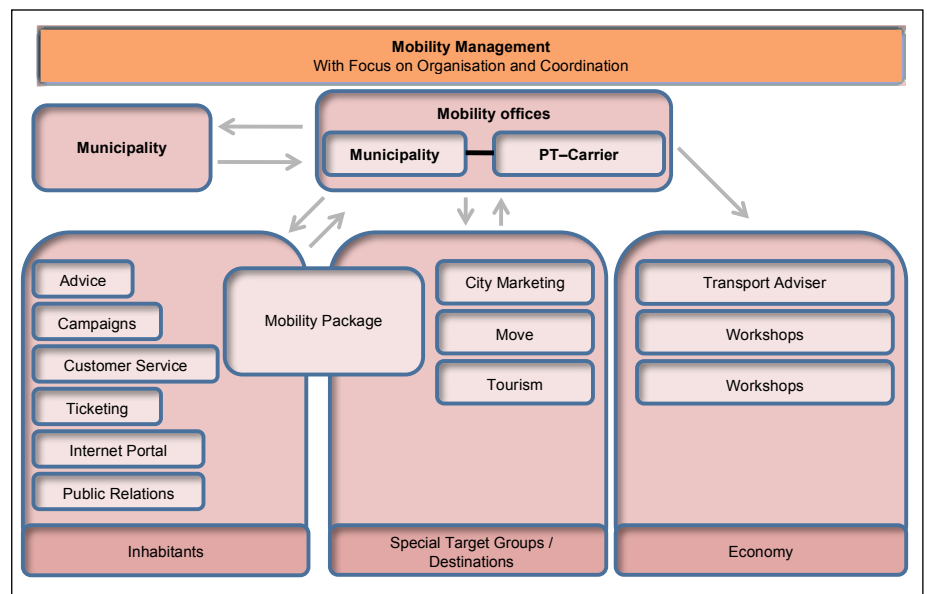 Mobility Management
With Focus on Organisation and Coordination
Municipality
Mobility offices
Municipality
PT–Carrier
Advice
Campaigns
Customer Service
Ticketing
Internet Portal
Public Relations
Inhabitants
Mobility Package
City Marketing
Move
Tourism
Special Target Groups /
Destinations
Transport Adviser
Workshops
Workshops
Economy